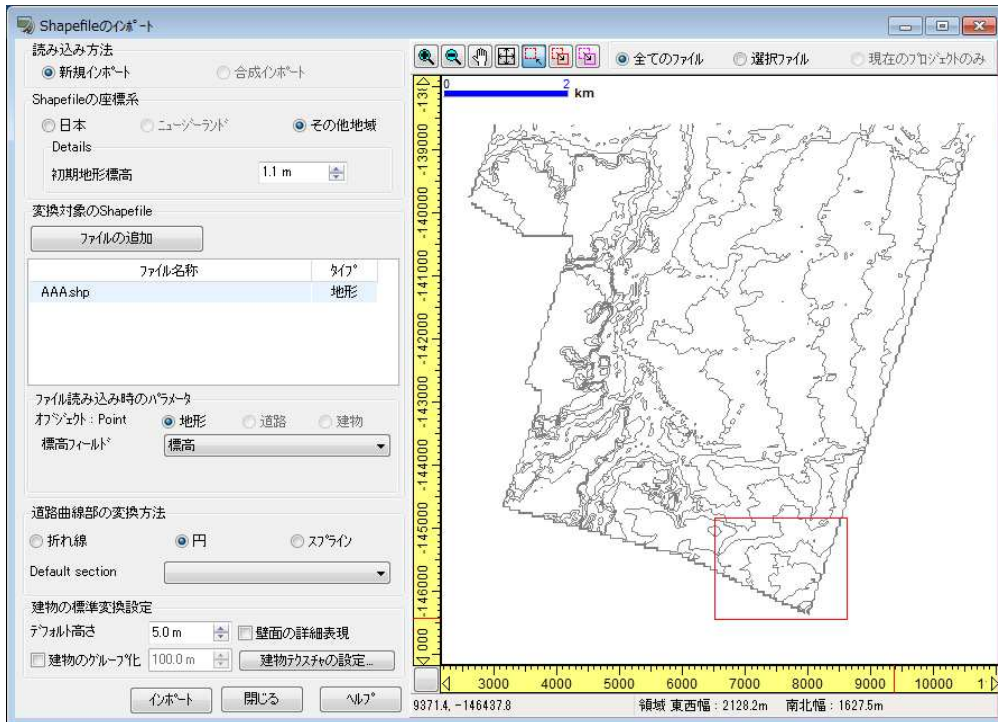 Shapefileのインポート
読み込み方法
新規インポート 合成インポート
Shapefileの座標系
日本 ニュージーランド その他地域
Details
初期地形標高 1.1 m
変換対象のShapefile
ファイルの追加
ファイル名称 タイプ
AAA.shp 地形
ファイル読み込み時のパラメータ
オブジェクト : Point 地形 道路 建物
標高フィールド 標高
道路曲線部の変換方法
折れ線 円 スプライン
Default section
建物の標準変換設定
デフォルト高さ 5.0 m 壁面の詳細表現
建物のグループ化 100.0 m 建物テクスチャの設定...
インポート 閉じる ヘルプ
全てのファイル 選択ファイル 現在のプロジェクトのみ
0 2 km
-138
-139000
-140000
-141000
-142000
-143000
-144000
-145000
-146000
000
3000 4000 5000 6000 7000 8000 9000 10000 1
9371.4, -146437.8 領域 東西幅 : 2128.2m 南北幅 : 1627.5m